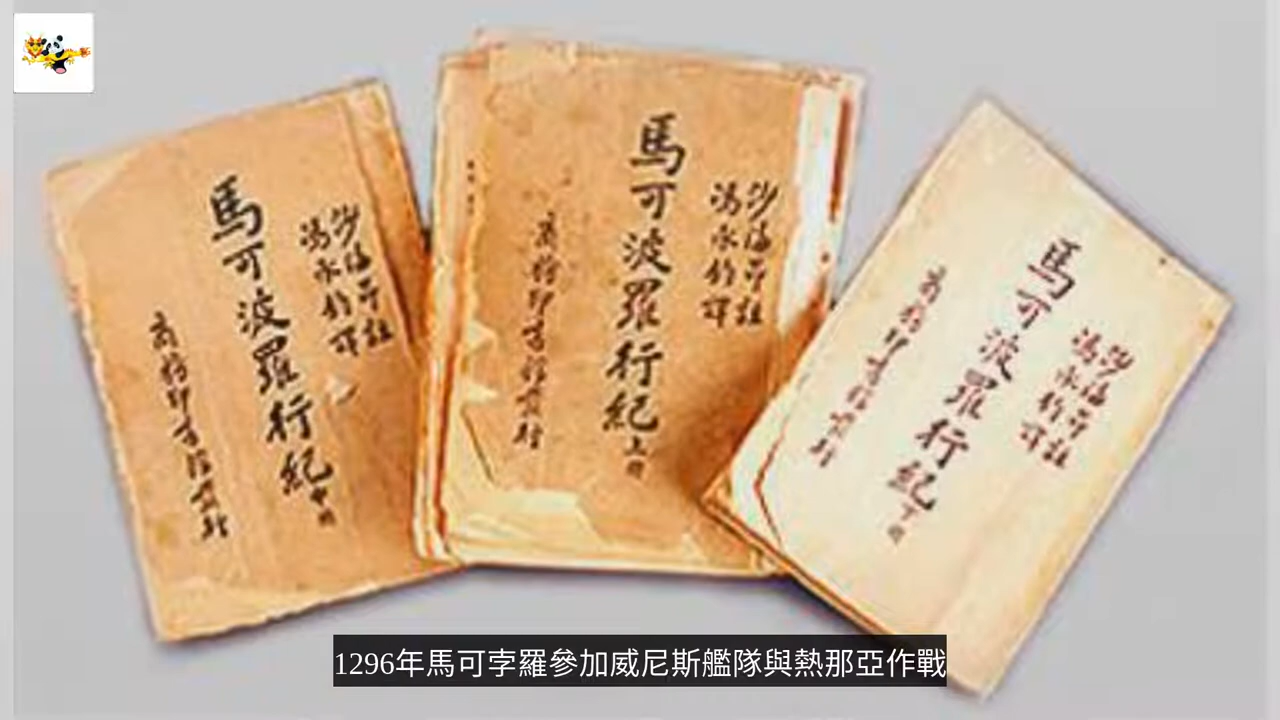 沙海昂註
馮承鈞譯
馬可波羅行紀 中冊
商務印書館發行
沙海昂註
馮承鈞譯
馬可波羅行紀 上冊
商務印書館發行
沙海昂註
馮承鈞譯
馬可波羅行紀 下冊
商務印書館發行
1296年馬可孛羅參加威尼斯艦隊與熱那亞作戰